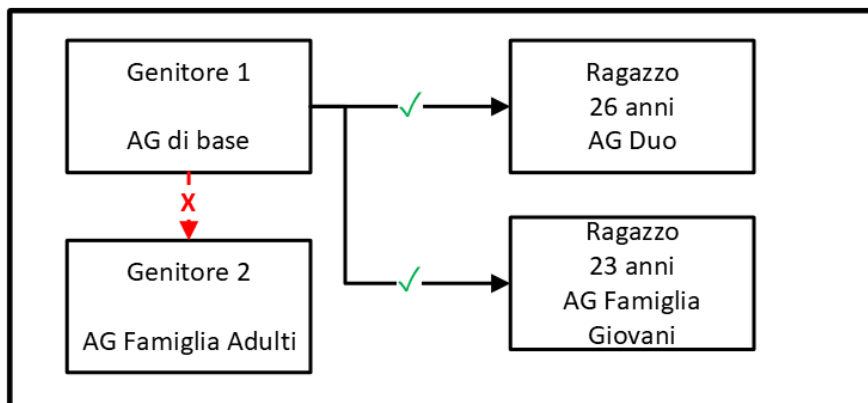 Genitore 1
AG di base
X
Genitore 2
AG Famiglia Adulti
Ragazzo
26 anni
AG Duo
Ragazzo
23 anni
AG Famiglia
Giovani